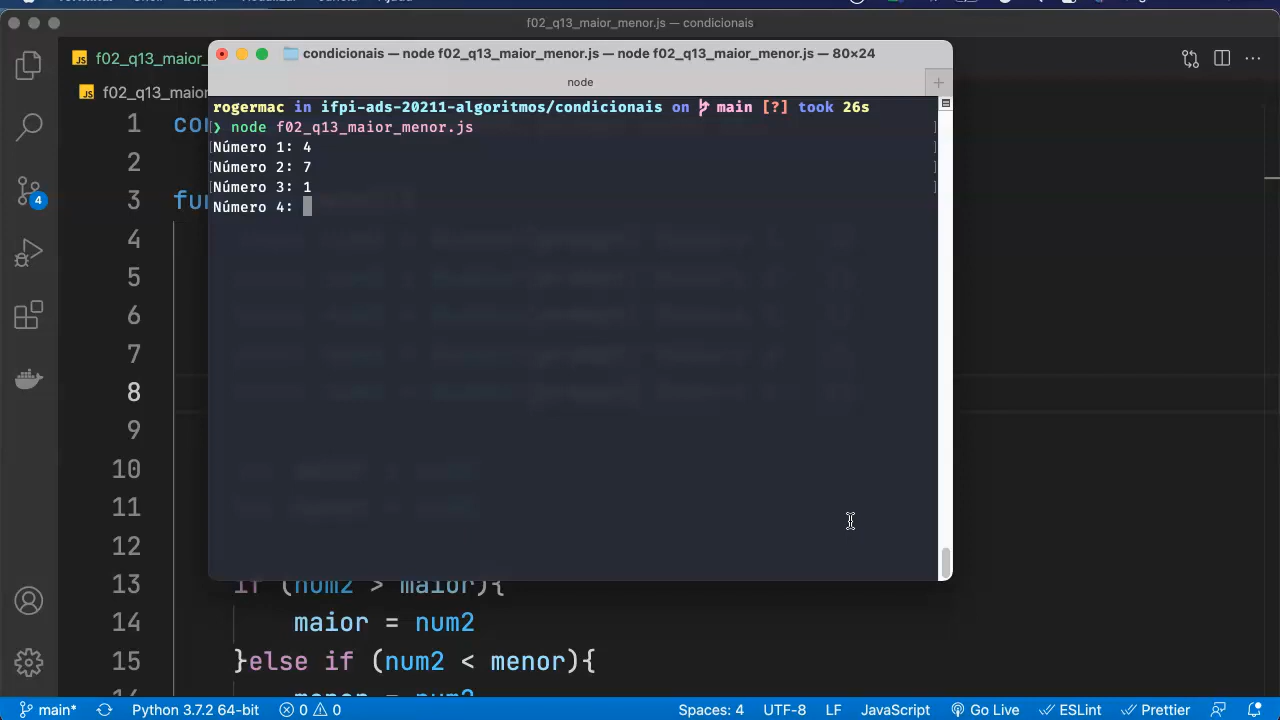 f02_q13_maior_menor.js — condicionais
condicionais — node f02_q13_maior_menor.js — node f02_q13_maior_menor.js — 80×24
node
f02_q13_maior_
f02_q13_maior_
rogermac in ifpi-ads-20211-algoritmos/condicionais on main [?] took 26s
❯ node f02_q13_maior_menor.js
Número 1: 4
Número 2: 7
Número 3: 1
Número 4:
1
2
3
4
5
6
7
8
9
10
11
12
13 if (num2 > maior){
14 maior = num2
15 }else if (num2 < menor){
4
main* Python 3.7.2 64-bit 0 0 Spaces: 4 UTF-8 LF JavaScript Go Live ESLint Prettier